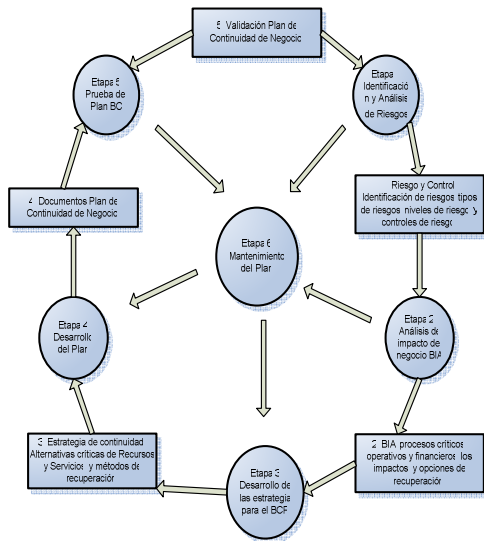 5 Validación Plan de
Continuidad de Negocio
Etapa
Identificació
n y Análisis
de Riesgos
Riesgo y Control
Identificación de riesgos tipos
de riesgos niveles de riesgo y
controles de riesgo
Etapa 2
Análisis de
impacto de
negocio BIA
2 BIA procesos críticos
operativos y financieros los
impactos y opciones de
recuperación
Etapa 3
Desarrollo de
las estrategia
para el BCP
3 Estrategia de continuidad
Alternativas críticas de Recursos
y Servicios y métodos de
recuperación
Etapa 4
Desarrollo
del Plan
4 Documentos Plan de
Continuidad de Negocio
Etapa 5
Prueba de
Plan BC
Etapa 6
Mantenimiento
del Plan